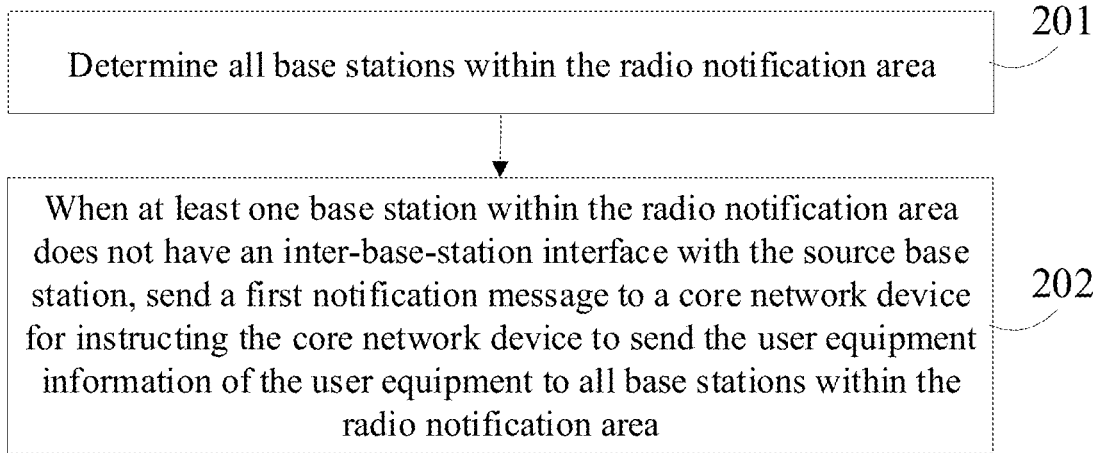 201
Determine all base stations within the radio notification area
When at least one base station within the radio notification area
does not have an inter-base-station interface with the source base
station, send a first notification message to a core network device
for instructing the core network device to send the user equipment
information of the user equipment to all base stations within the
radio notification area
202